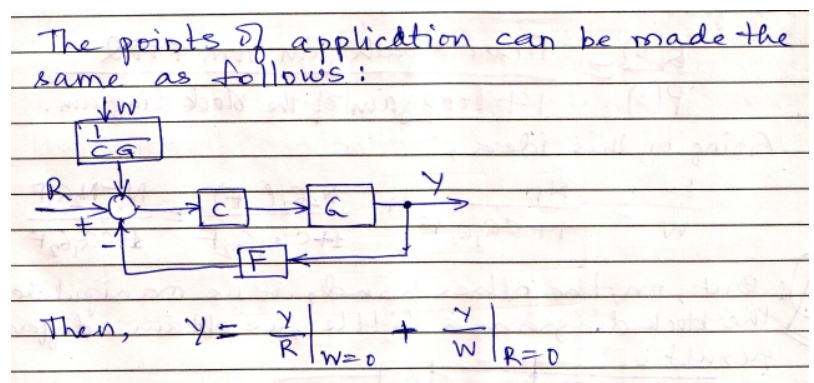 The points of application can be made the
same as follows:
W
1/CG
R
Y
C
G
+
-
F
Then, Y = Y/R |W=0 + Y/W |R=0